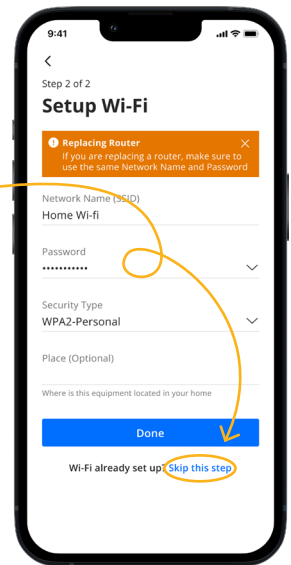 9:41
Step 2 of 2
Setup Wi-Fi
Replacing Router
If you are replacing a router, make sure to
use the same Network Name and Password
Network Name (SSID)
Home Wi-fi
Password
•••••••••••
Security Type
WPA2-Personal
Place (Optional)
Where is this equipment located in your home
Done
Wi-Fi already set up? Skip this step